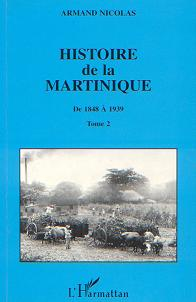 ARMAND NICOLAS
HISTOIRE
de la
MARTINIQUE
De 1848 À 1939
Tome 2
L'Harmattan